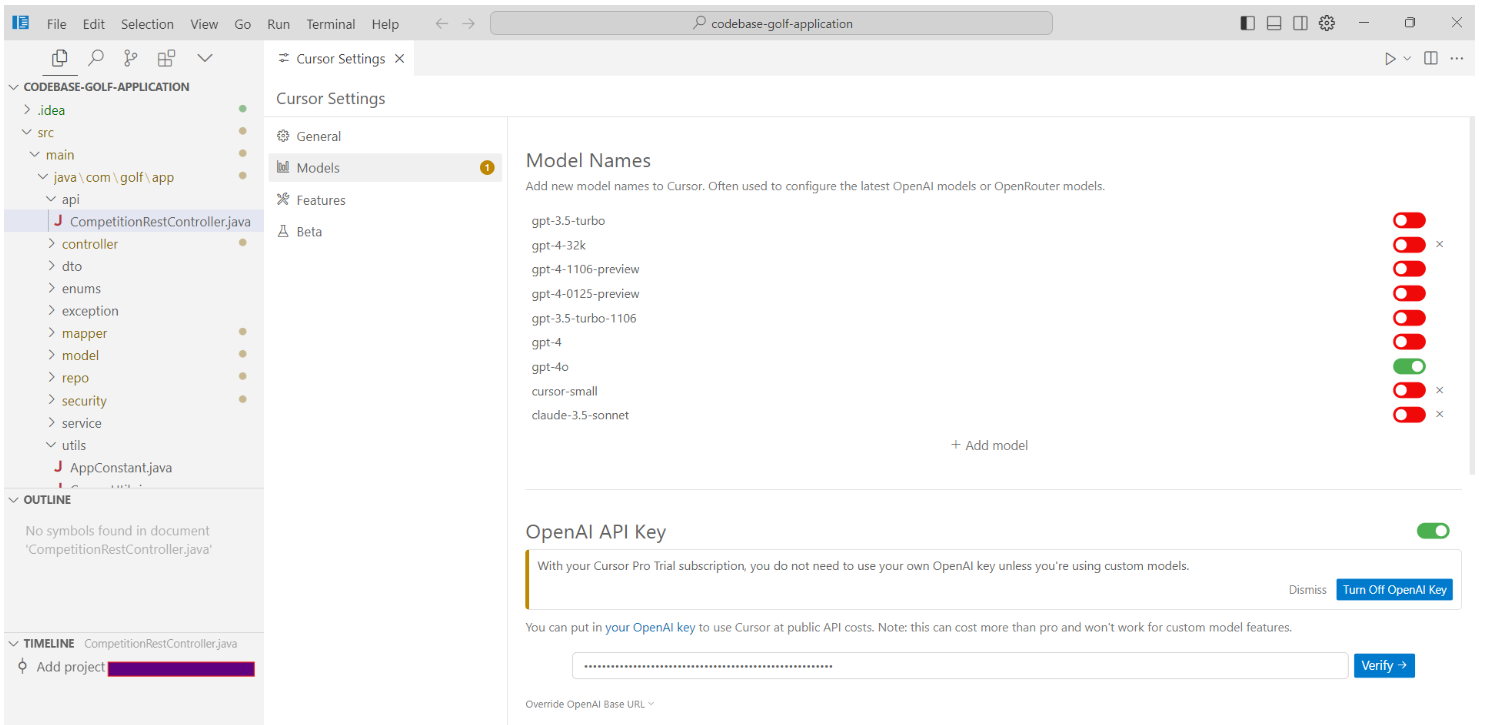 File Edit Selection View Go Run Terminal Help codebase-golf-application
Cursor Settings
CODEBASE-GOLF-APPLICATION
.idea
src
main
java\com\golf\app
api
CompetitionRestController.java
controller
dto
enums
exception
mapper
model
repo
security
service
utils
AppConstant.java
OUTLINE
No symbols found in document
'CompetitionRestController.java'
TIMELINE CompetitionRestController.java
Add project
Cursor Settings
General
Models 1
Features
Beta
Model Names
Add new model names to Cursor. Often used to configure the latest OpenAI models or OpenRouter models.
gpt-3.5-turbo
gpt-4-32k
gpt-4-1106-preview
gpt-4-0125-preview
gpt-3.5-turbo-1106
gpt-4
gpt-4o
cursor-small
claude-3.5-sonnet
+ Add model
OpenAI API Key
With your Cursor Pro Trial subscription, you do not need to use your own OpenAI key unless you're using custom models.
Dismiss Turn Off OpenAI Key
You can put in your OpenAI key to use Cursor at public API costs. Note: this can cost more than pro and won't work for custom model features.
Verify →
Override OpenAI Base URL